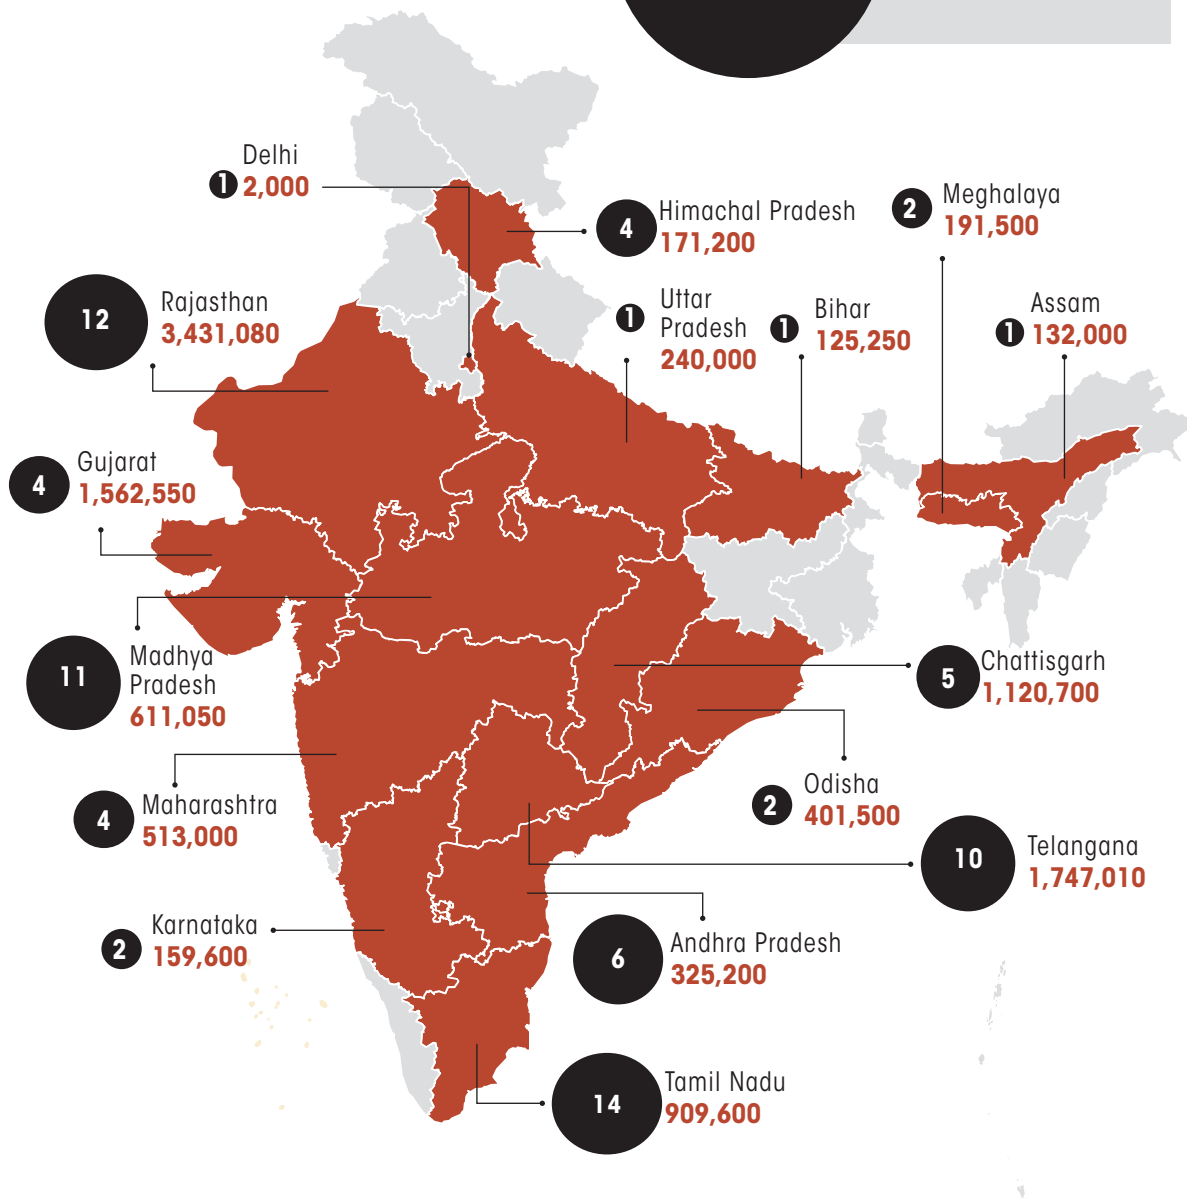 Delhi
1 2,000
4 Himachal Pradesh
171,200
2 Meghalaya
191,500
12 Rajasthan
3,431,080
1 Uttar
Pradesh
240,000
1 Bihar
125,250
Assam
1 132,000
4 Gujarat
1,562,550
11 Madhya
Pradesh
611,050
5 Chattisgarh
1,120,700
4 Maharashtra
513,000
2 Odisha
401,500
10 Telangana
1,747,010
2 Karnataka
159,600
6 Andhra Pradesh
325,200
14 Tamil Nadu
909,600